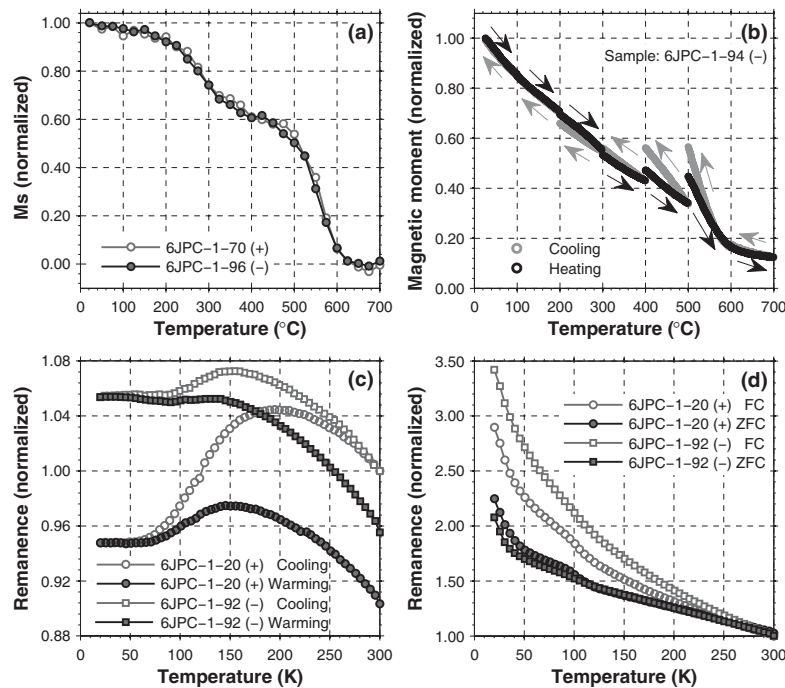 (a)
Ms (normalized)
1.00
0.80
0.60
0.40
0.20
0.00
6JPC-1-70 (+)
6JPC-1-96 (-)
0 100 200 300 400 500 600 700
Temperature (°C)
(b)
Sample: 6JPC-1-94 (-)
Magnetic moment (normalized)
1.00
0.80
0.60
0.40
0.20
0.00
Cooling
Heating
0 100 200 300 400 500 600 700
Temperature (°C)
(c)
Remanence (normalized)
1.08
1.04
1.00
0.96
0.92
0.88
6JPC-1-20 (+) Cooling
6JPC-1-20 (+) Warming
6JPC-1-92 (-) Cooling
6JPC-1-92 (-) Warming
0 50 100 150 200 250 300
Temperature (K)
(d)
Remanence (normalized)
3.50
3.00
2.50
2.00
1.50
1.00
6JPC-1-20 (+) FC
6JPC-1-20 (+) ZFC
6JPC-1-92 (-) FC
6JPC-1-92 (-) ZFC
0 50 100 150 200 250 300
Temperature (K)